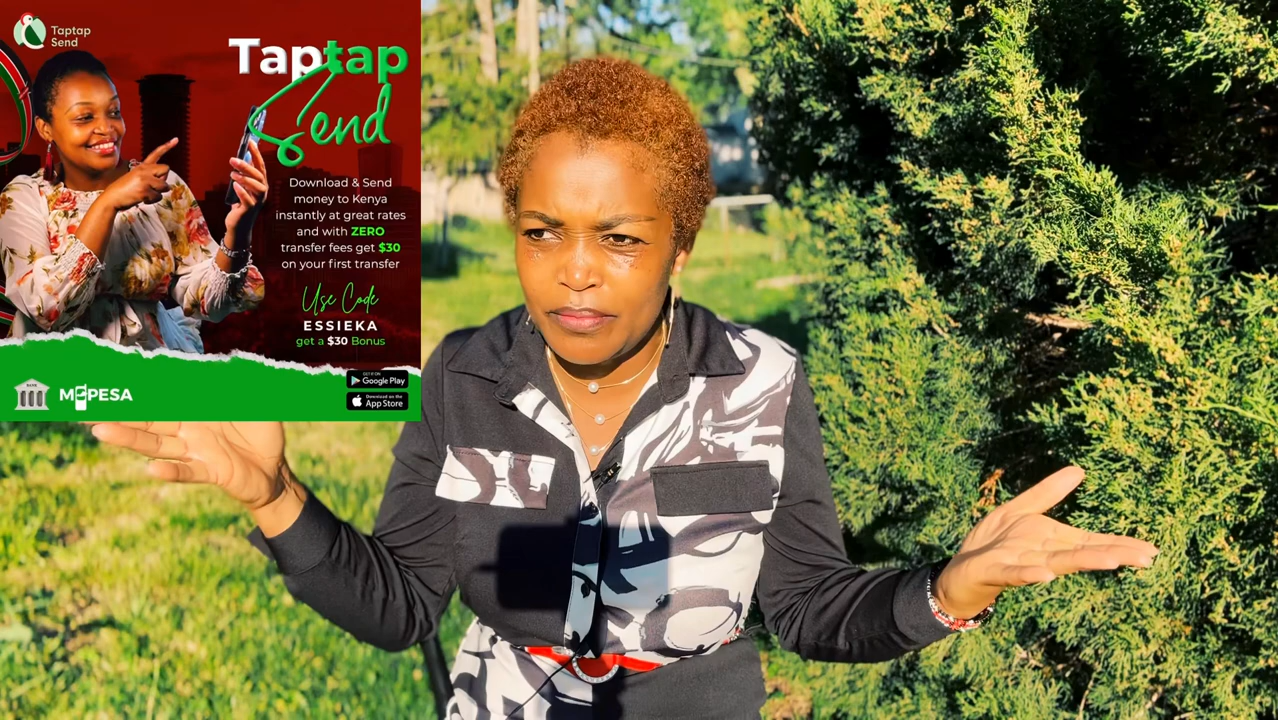 Taptap
Send
Taptap
Send
Download & Send
money to Kenya
instantly at great rates
and with ZERO
transfer fees get $30
on your first transfer
Use Code
ESSIEKA
get a $30 Bonus
BANK
M-PESA
GET IT ON
Google Play
Download on the
App Store